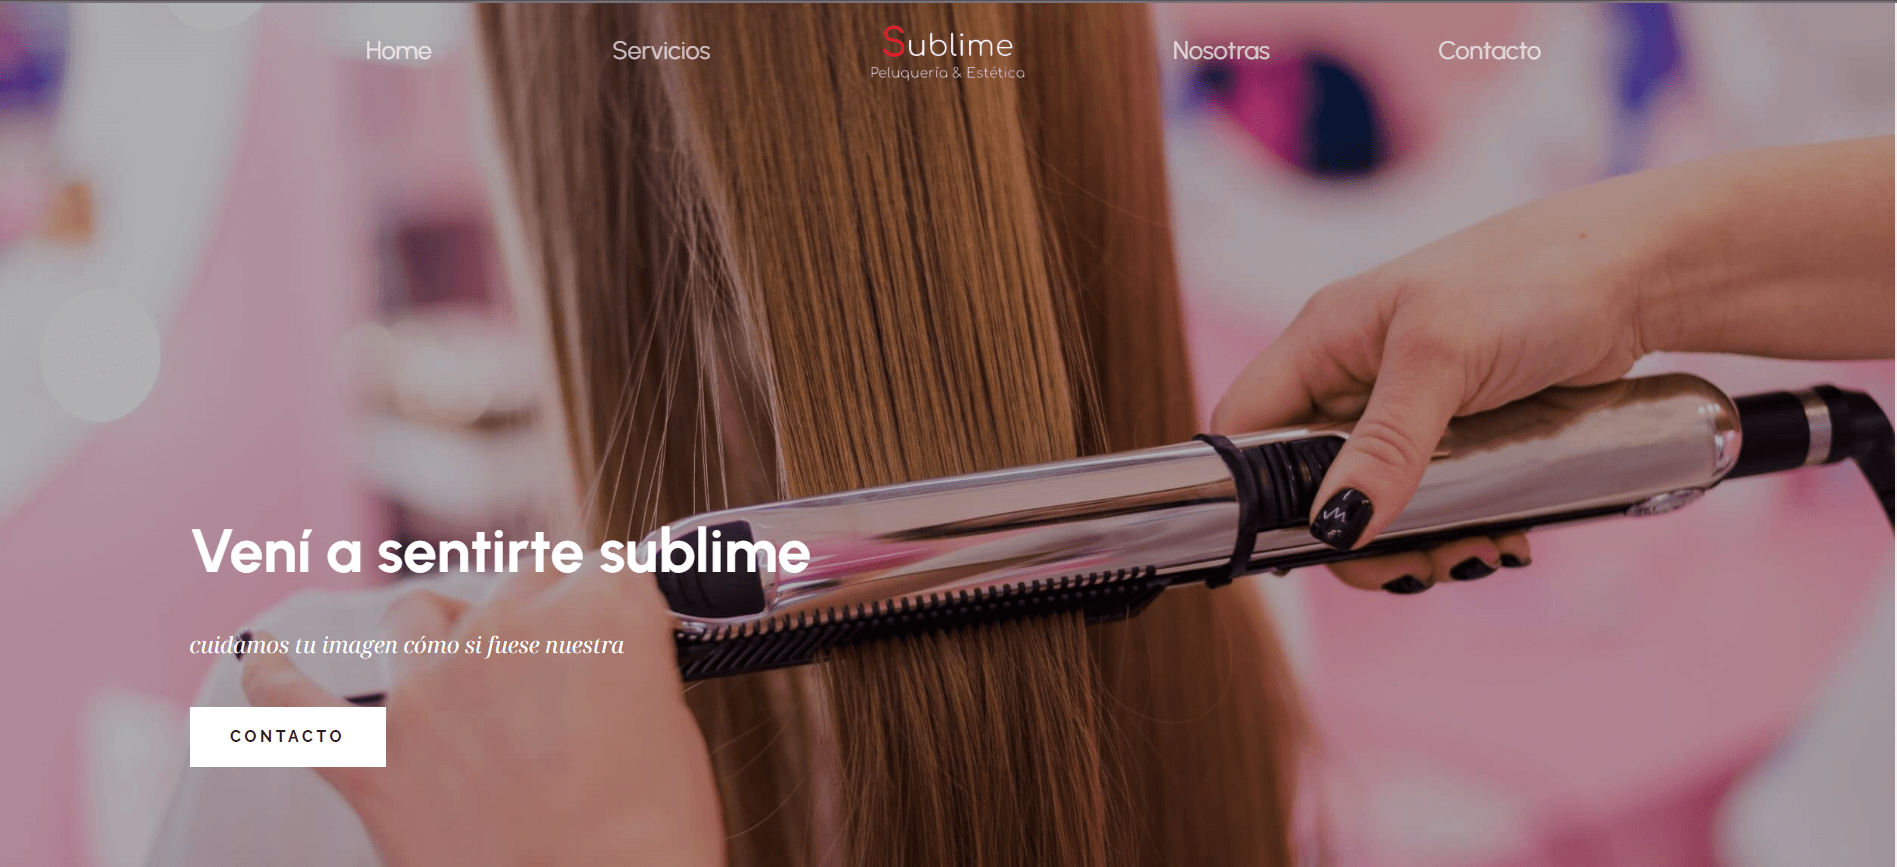 Home
Servicios
Sublime
Peluquería & Estética
Nosotras
Contacto
Vení a sentirte sublime
cuidamos tu imagen cómo si fuese nuestra
CONTACTO